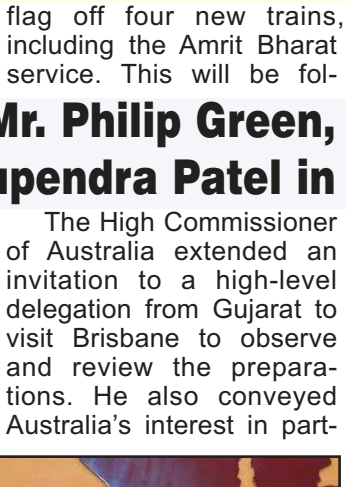 flag off four new trains,
including the Amrit Bharat
service. This will be fol-
Mr. Philip Green,
upendra Patel in
The High Commissioner
of Australia extended an
invitation to a high-level
delegation from Gujarat to
visit Brisbane to observe
and review the prepara-
tions. He also conveyed
Australia's interest in part-